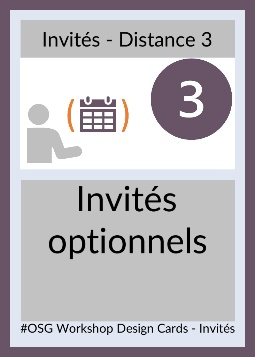 Invités - Distance 3
3
Invités
optionnels
#OSG Workshop Design Cards - Invités